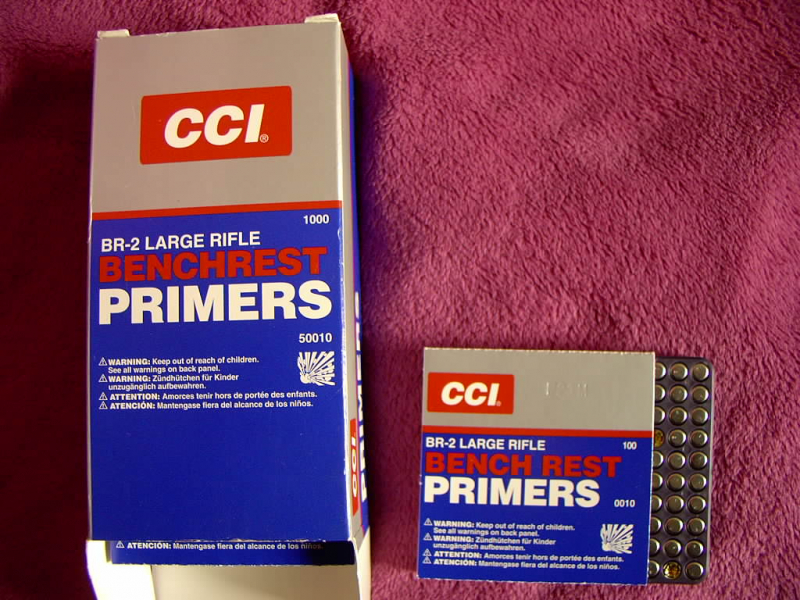 CCI®
1000
BR-2 LARGE RIFLE
BENCHREST
PRIMERS
50010
⚠WARNING: Keep out of reach of children.
See all warnings on back panel.
⚠WARNING: Zündhütchen für Kinder
unzugänglich aufbewahren.
⚠ATTENTION: Amorces tenir hors de portée des enfants.
⚠ATENCIÓN: Mantengase fiera del alcance de los niños.
CCI
PRIMERS
⚠ATENCIÓN: Mantengase fiera del alcance de los niños.
CCI®
BR-2 LARGE RIFLE 100
BENCH REST
PRIMERS 0010
⚠WARNING: Keep out of reach of children.
See all warnings on back panel.
⚠WARNING: Zündhütchen für Kinder
unzugänglich aufbewahren.
⚠ATTENTION: Amorces tenir hors de portée des enfants.
⚠ATENCIÓN: Mantengase fiera del alcance de los niños.